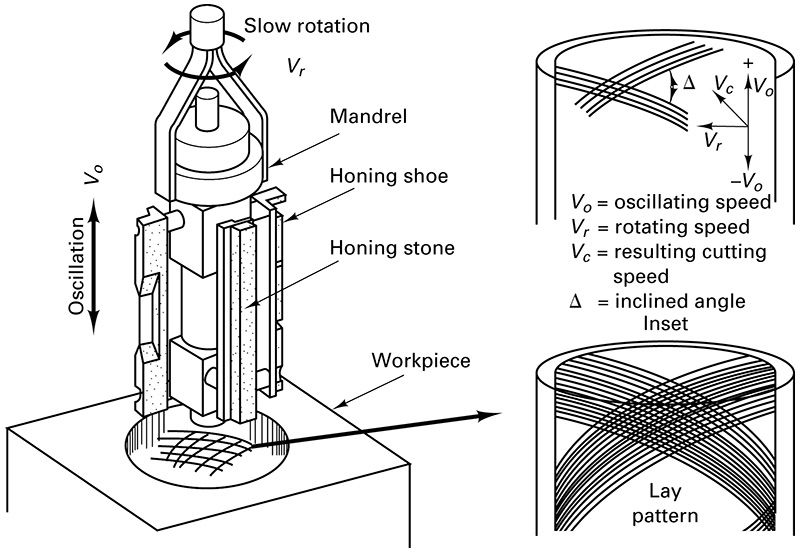 Slow rotation
Vr
Mandrel
Honing shoe
Honing stone
Oscillation Vo
Workpiece
+
Vc
Vo
Δ
Vr
–Vo
Vo = oscillating speed
Vr = rotating speed
Vc = resulting cutting
speed
Δ = inclined angle
Inset
Lay
pattern